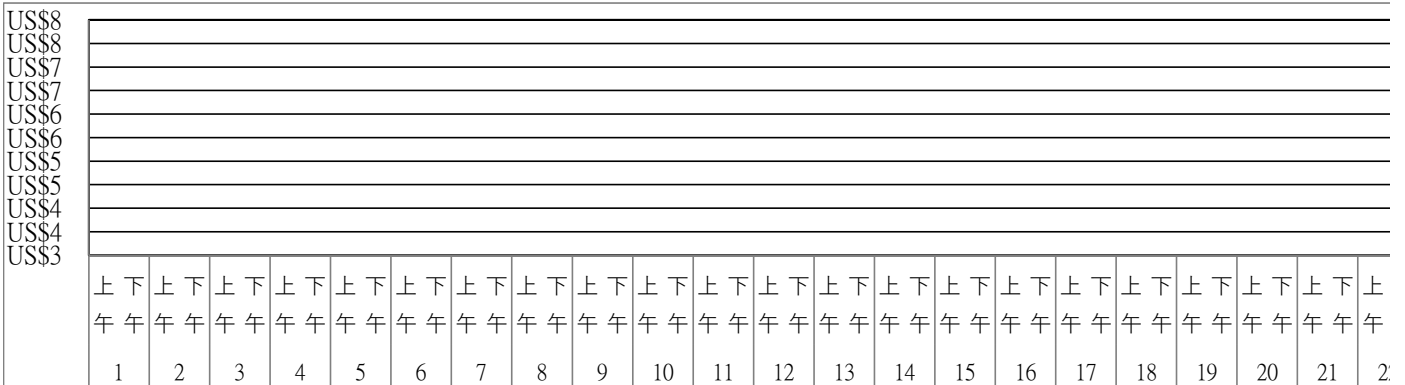 US$8
US$8
US$7
US$7
US$6
US$6
US$5
US$5
US$4
US$4
US$3
上 下 上 下 上 下 上 下 上 下 上 下 上 下 上 下 上 下 上 下 上 下 上 下 上 下 上 下 上 下 上 下 上 下 上 下 上 下 上 下 上 下 上
午 午 午 午 午 午 午 午 午 午 午 午 午 午 午 午 午 午 午 午 午 午 午 午 午 午 午 午 午 午 午 午 午 午 午 午 午 午 午 午 午 午 午
1 2 3 4 5 6 7 8 9 10 11 12 13 14 15 16 17 18 19 20 21